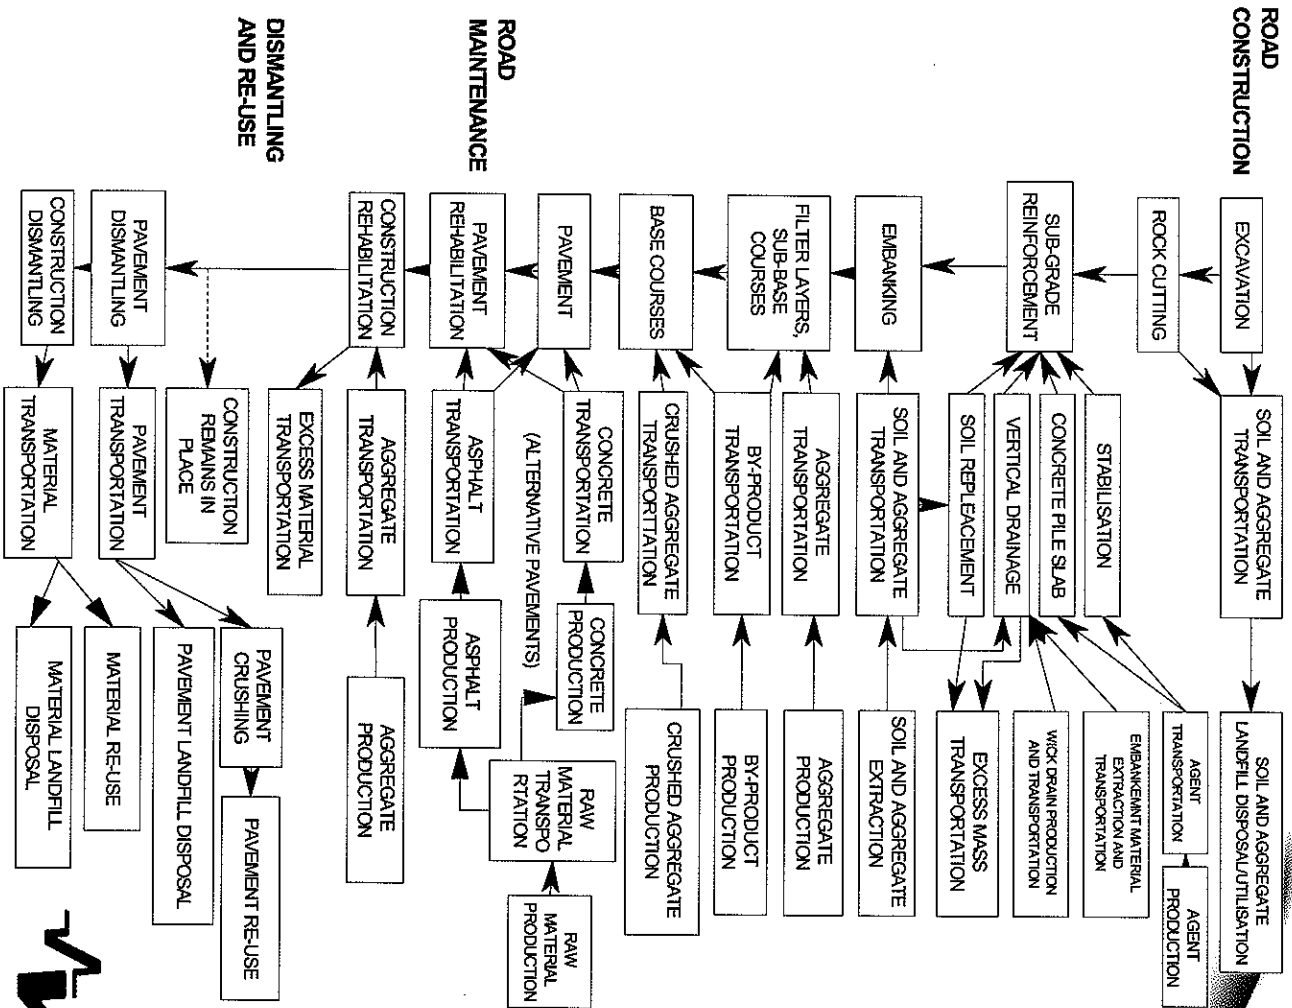 ROAD
CONSTRUCTION
EXCAVATION
SOIL AND AGGREGATE
TRANSPORTATION
SOIL AND AGGREGATE
LANDFILL DISPOSAL/UTILISATION
ROCK CUTTING
AGENT
TRANSPORTATION
AGENT
PRODUCTION
SUB-GRADE
REINFORCEMENT
STABILISATION
CONCRETE PILE SLAB
VERTICAL DRAINAGE
SOIL REPLEACEMENT
EMBANKEMNT MATERIAL
EXTRACTION AND
TRANSPORTATION
WICK DRAIN PRODUCTION
AND TRANSPORTATION
EXCESS MASS
TRANSPORTATION
EMBANKING
SOIL AND AGGREGATE
TRANSPORTATION
SOIL AND AGGREGATE
EXTRACTION
FILTER LAYERS,
SUB-BASE
COURSES
AGGREGATE
TRANSPORTATION
AGGREGATE
PRODUCTION
BY-PRODUCT
TRANSPORTATION
BY-PRODUCT
PRODUCTION
BASE COURSES
CRUSHED AGGREGATE
TRANSPORTTATION
CRUSHED AGGREGATE
PRODUCTION
PAVEMENT
CONCRETE
TRANSPORTATION
CONCRETE
PRODUCTION
(ALTERNATIVE PAVEMENTS)
RAW
MATERIAL
TRANSPO
RTATION
RAW
MATERIAL
PRODUCTION
ROAD
MAINTENANCE
PAVEMENT
REHABILITATION
ASPHALT
TRANSPORTATION
ASPHALT
PRODUCTION
CONSTRUCTION
REHABILITATION
AGGREGATE
TRANSPORTATION
AGGREGATE
PRODUCTION
EXCESS MATERIAL
TRANSPORTATION
DISMANTLING
AND RE-USE
CONSTRUCTION
REMAINS IN
PLACE
PAVEMENT
DISMANTLING
PAVEMENT
TRANSPORTATION
PAVEMENT
CRUSHING
PAVEMENT RE-USE
PAVEMENT LANDFILL DISPOSAL
CONSTRUCTION
DISMANTLING
MATERIAL
TRANSPORTATION
MATERIAL RE-USE
MATERIAL LANDFILL
DISPOSAL